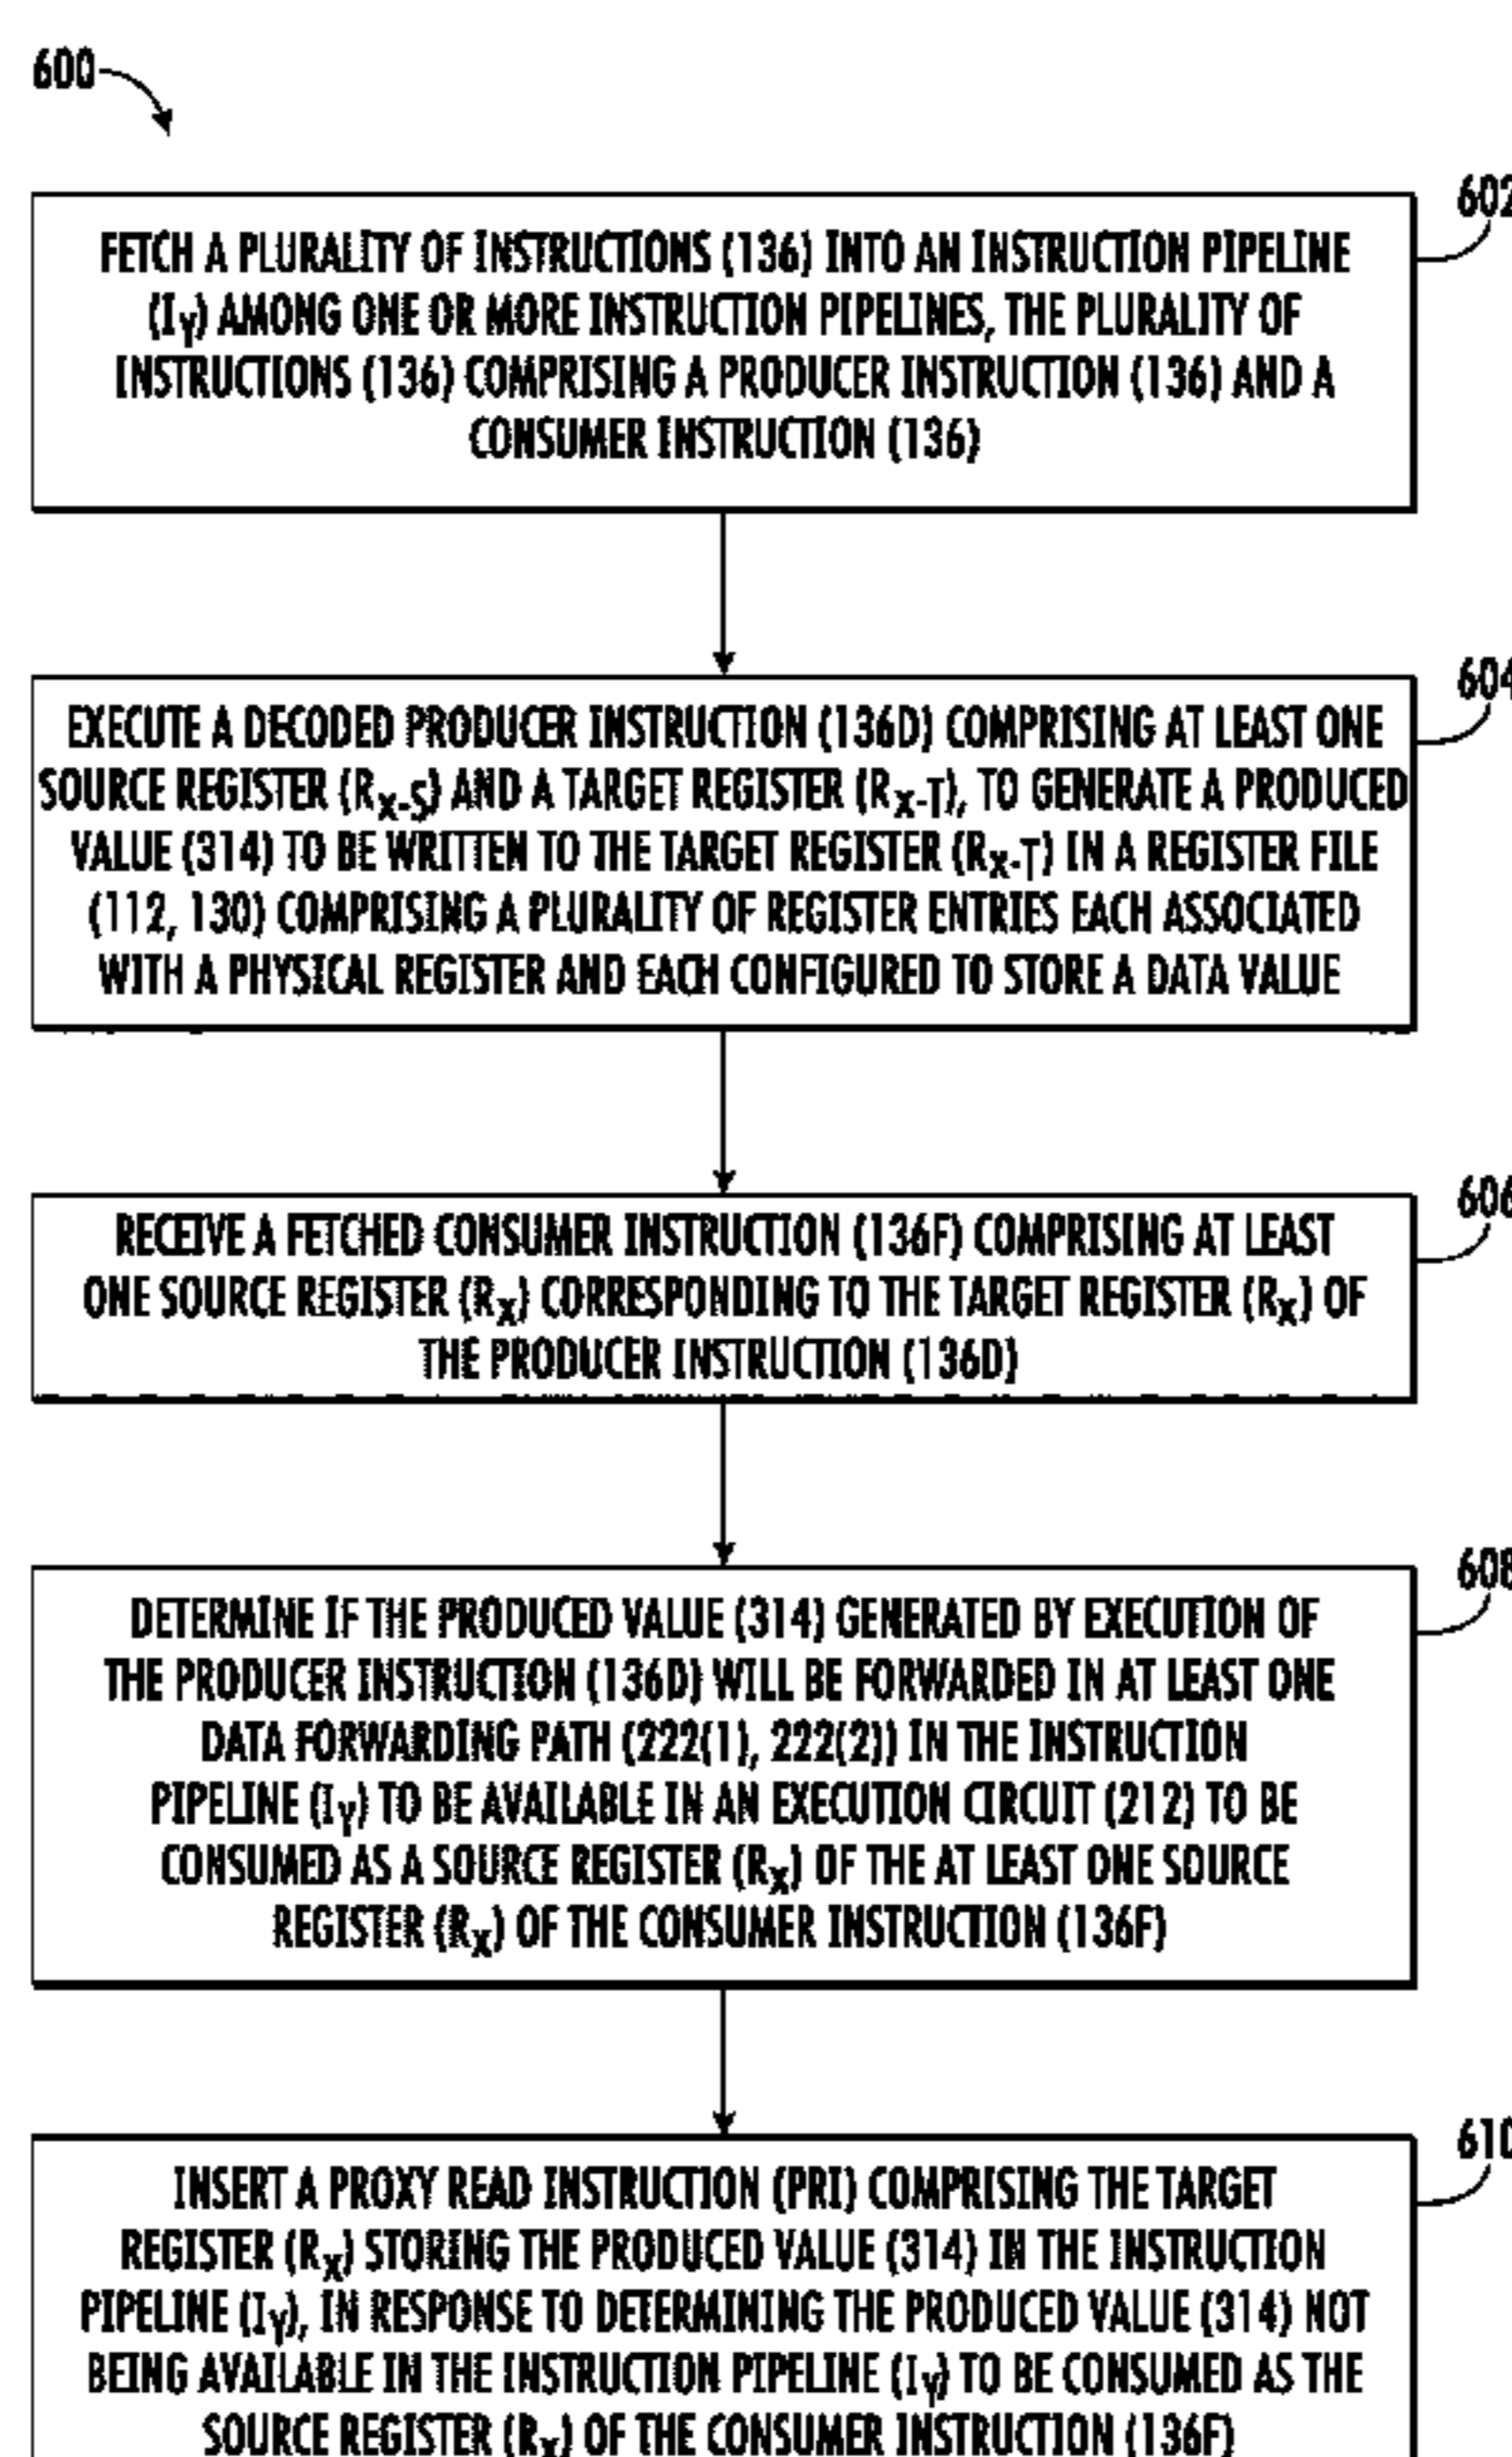 600
602
FETCH A PLURALITY OF INSTRUCTIONS (136) INTO AN INSTRUCTION PIPELINE
(IY) AMONG ONE OR MORE INSTRUCTION PIPELINES, THE PLURALITY OF
INSTRUCTIONS (136) COMPRISING A PRODUCER INSTRUCTION (136) AND A
CONSUMER INSTRUCTION (136)
604
EXECUTE A DECODED PRODUCER INSTRUCTION (136D) COMPRISING AT LEAST ONE
SOURCE REGISTER (RX-S) AND A TARGET REGISTER (RX-T), TO GENERATE A PRODUCED
VALUE (314) TO BE WRITTEN TO THE TARGET REGISTER (RX-T) IN A REGISTER FILE
(112, 130) COMPRISING A PLURALITY OF REGISTER ENTRIES EACH ASSOCIATED
WITH A PHYSICAL REGISTER AND EACH CONFIGURED TO STORE A DATA VALUE
606
RECEIVE A FETCHED CONSUMER INSTRUCTION (136F) COMPRISING AT LEAST
ONE SOURCE REGISTER (RX) CORRESPONDING TO THE TARGET REGISTER (RX) OF
THE PRODUCER INSTRUCTION (136D)
608
DETERMINE IF THE PRODUCED VALUE (314) GENERATED BY EXECUTION OF
THE PRODUCER INSTRUCTION (136D) WILL BE FORWARDED IN AT LEAST ONE
DATA FORWARDING PATH (222(1), 222(2)) IN THE INSTRUCTION
PIPELINE (IY) TO BE AVAILABLE IN AN EXECUTION CIRCUIT (212) TO BE
CONSUMED AS A SOURCE REGISTER (RX) OF THE AT LEAST ONE SOURCE
REGISTER (RX) OF THE CONSUMER INSTRUCTION (136F)
610
INSERT A PROXY READ INSTRUCTION (PRI) COMPRISING THE TARGET
REGISTER (RX) STORING THE PRODUCED VALUE (314) IN THE INSTRUCTION
PIPELINE (IY), IN RESPONSE TO DETERMINING THE PRODUCED VALUE (314) NOT
BEING AVAILABLE IN THE INSTRUCTION PIPELINE (IY) TO BE CONSUMED AS THE
SOURCE REGISTER (RX) OF THE CONSUMER INSTRUCTION (136F)